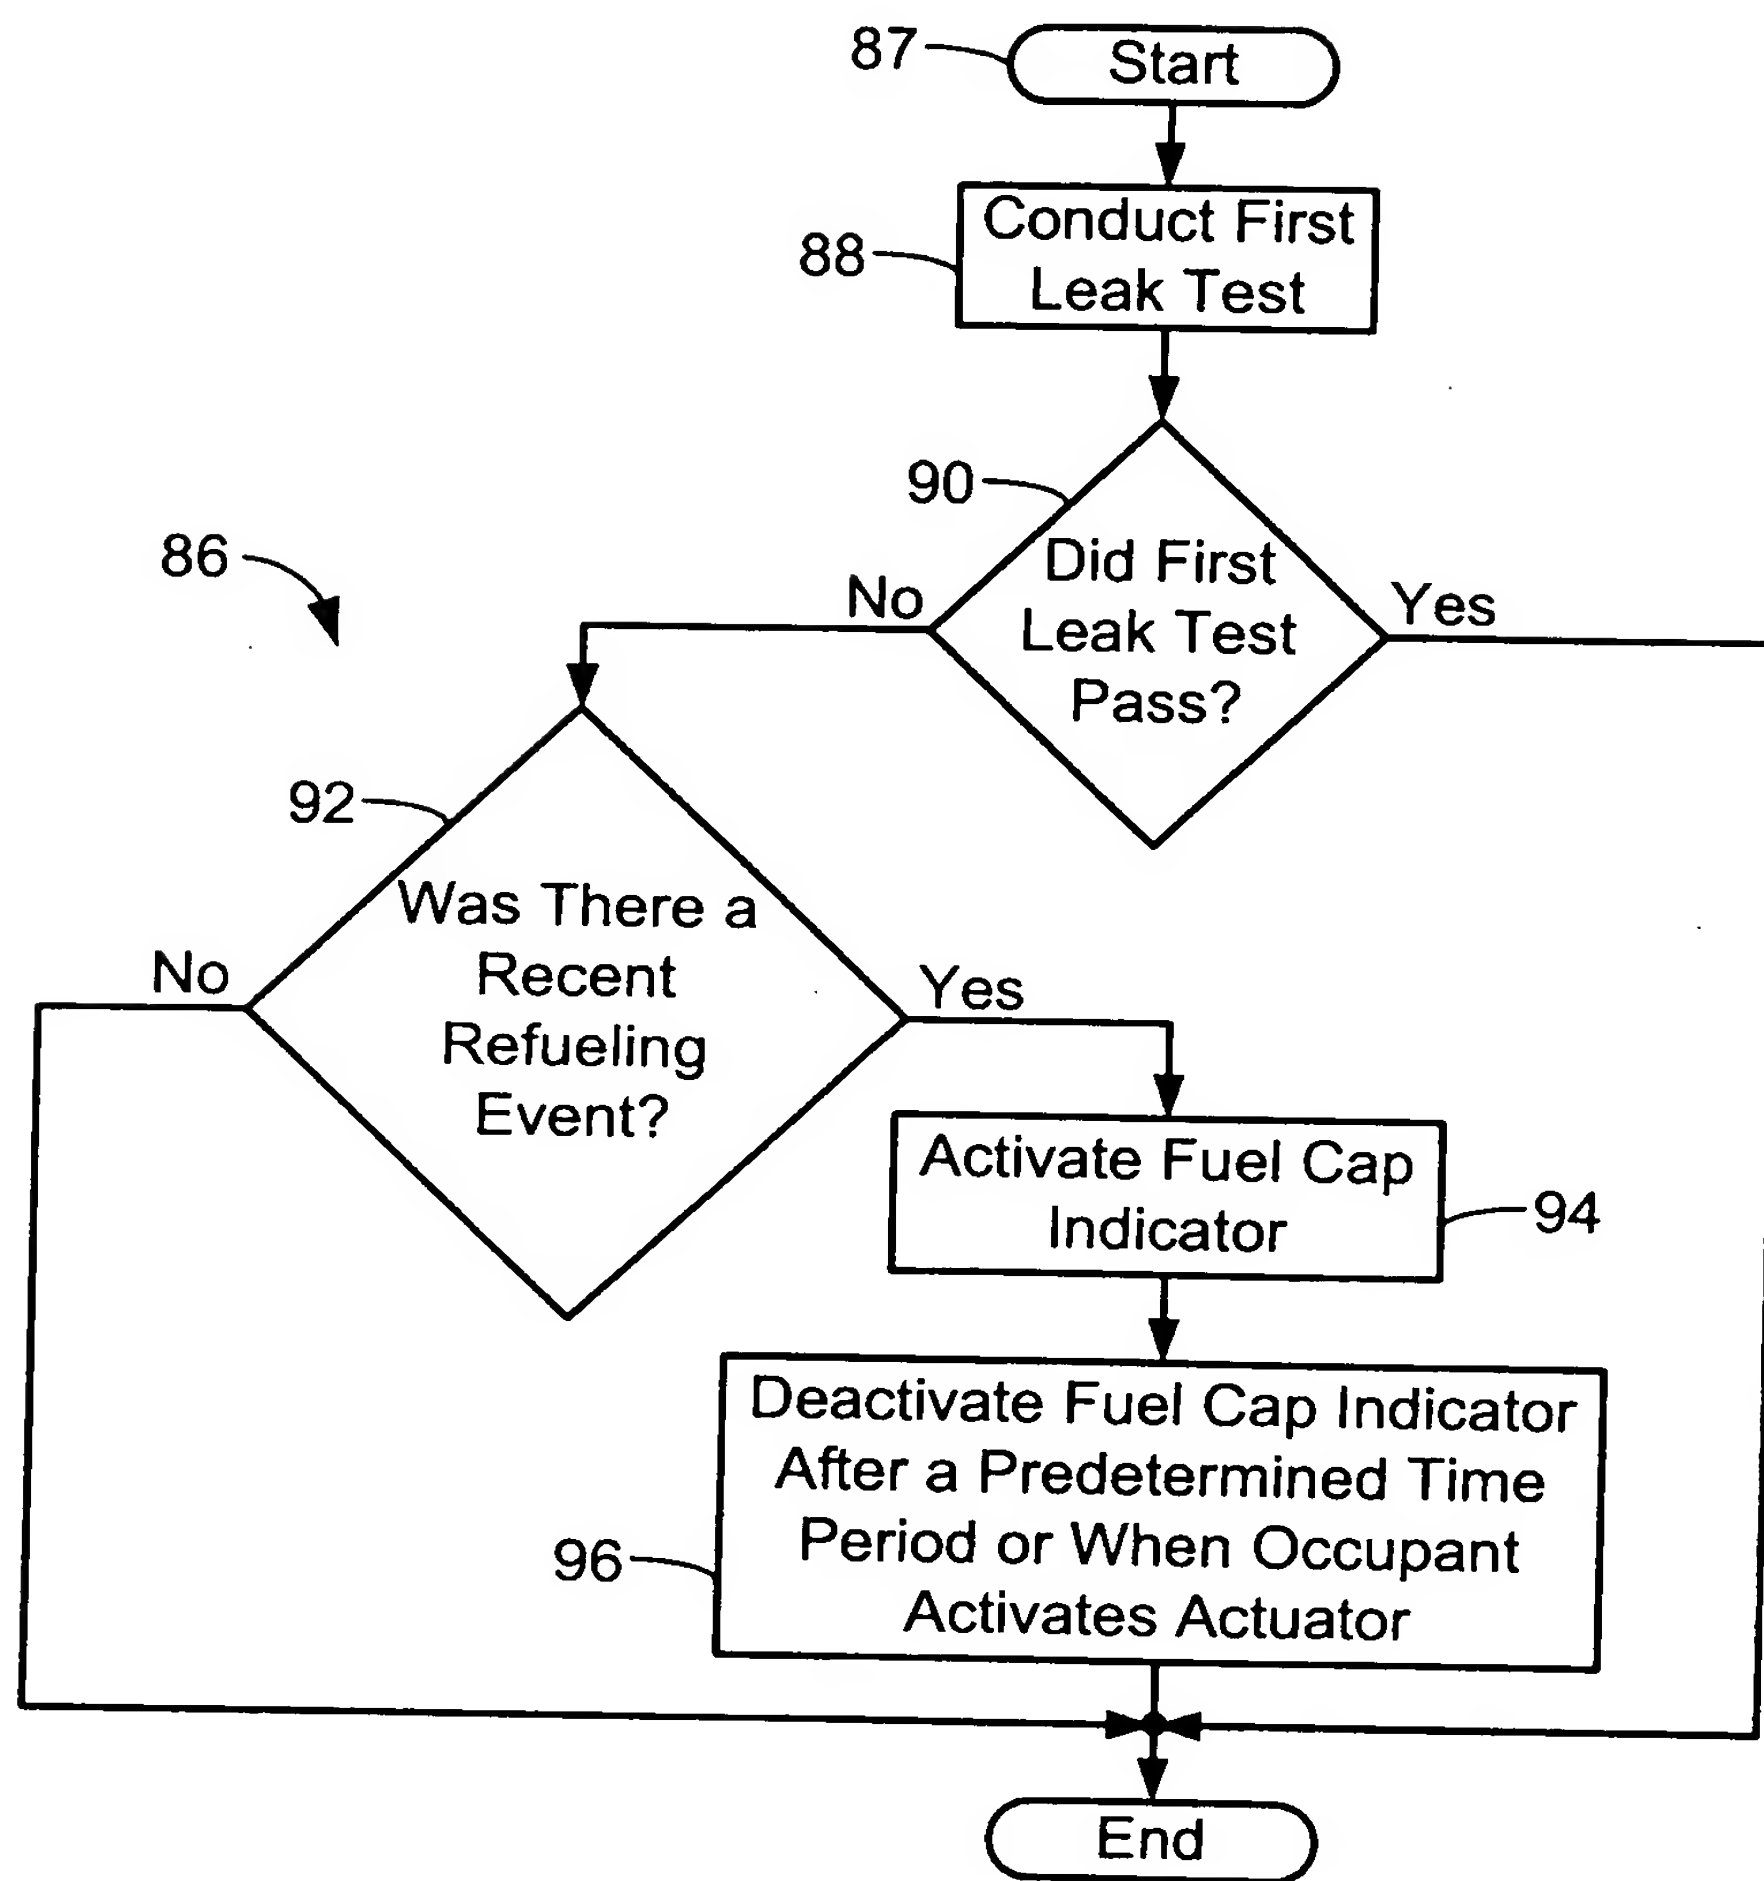 87
Start
88
Conduct First
Leak Test
90
Did First
Leak Test
Pass?
No
Yes
86
92
Was There a
Recent
Refueling
Event?
No
Yes
Activate Fuel Cap
Indicator
94
Deactivate Fuel Cap Indicator
After a Predetermined Time
Period or When Occupant
Activates Actuator
96
End